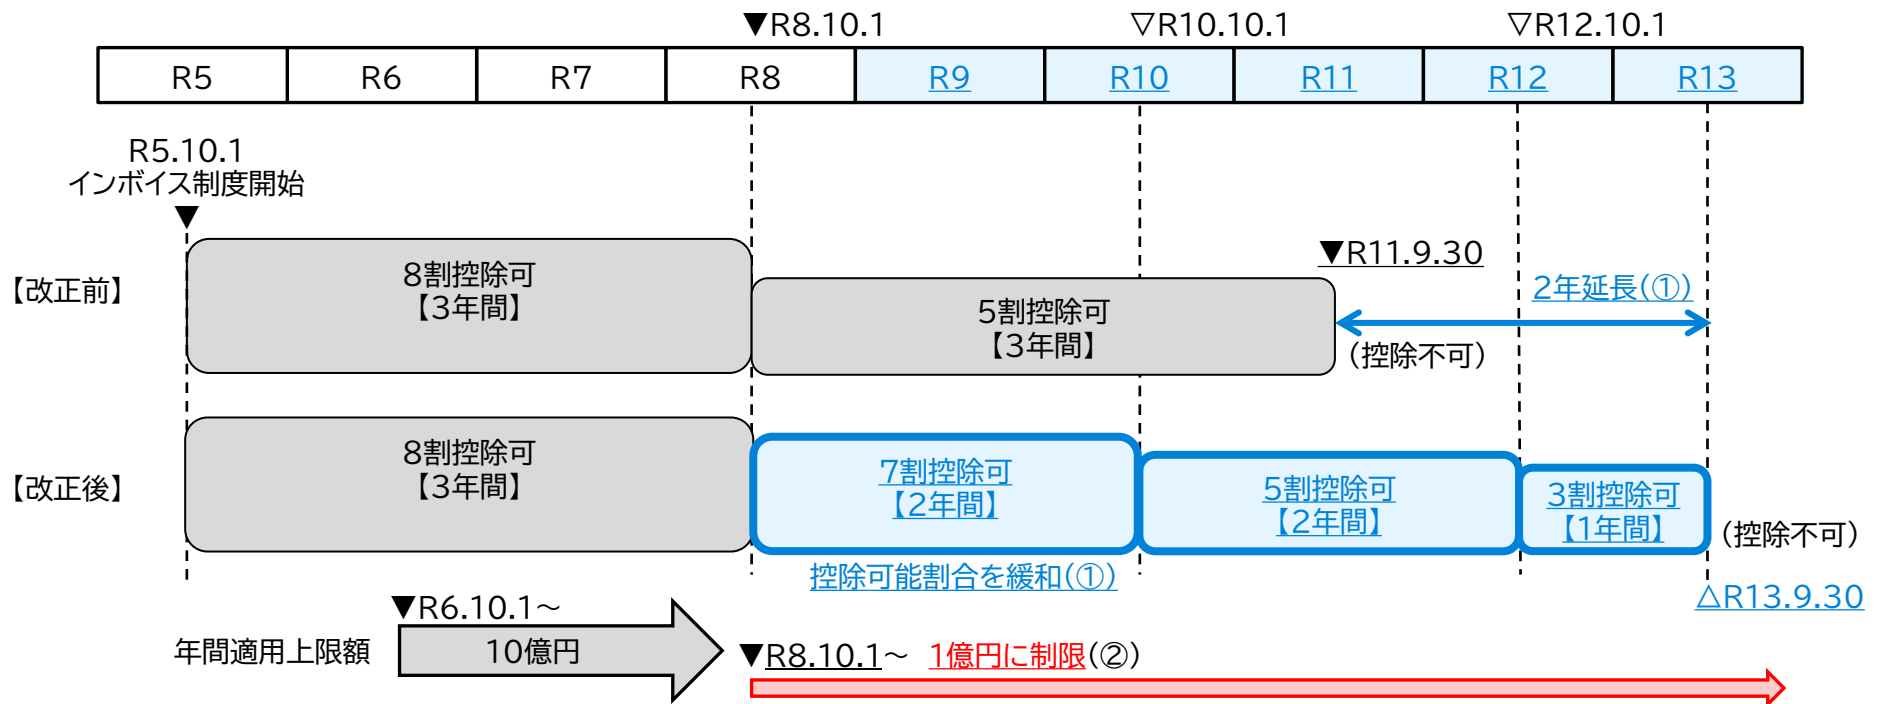 ▼R8.10.1
▽R10.10.1
▽R12.10.1
R5
R6
R7
R8
R9
R10
R11
R12
R13
R5.10.1
インボイス制度開始
▼
【改正前】
8割控除可
【3年間】
5割控除可
【3年間】
▼R11.9.30
2年延長(①)
(控除不可)
【改正後】
8割控除可
【3年間】
7割控除可
【2年間】
5割控除可
【2年間】
3割控除可
【1年間】
(控除不可)
控除可能割合を緩和(①)
△R13.9.30
▼R6.10.1～
年間適用上限額
10億円
▼R8.10.1～ 1億円に制限(②)